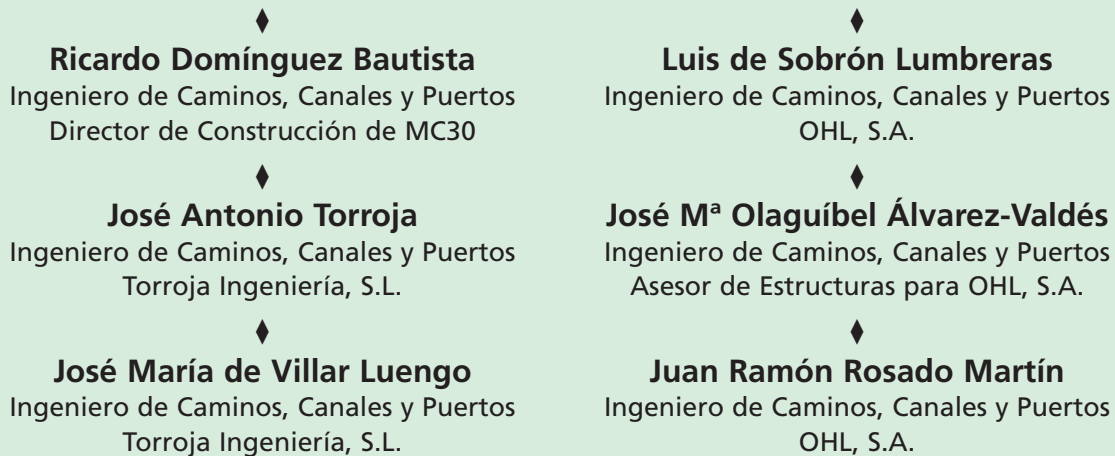 Ricardo Domínguez Bautista
Ingeniero de Caminos, Canales y Puertos
Director de Construcción de MC30
José Antonio Torroja
Ingeniero de Caminos, Canales y Puertos
Torroja Ingeniería, S.L.
José María de Villar Luengo
Ingeniero de Caminos, Canales y Puertos
Torroja Ingeniería, S.L.
Luis de Sobrón Lumbreras
Ingeniero de Caminos, Canales y Puertos
OHL, S.A.
José Mª Olaguíbel Álvarez-Valdés
Ingeniero de Caminos, Canales y Puertos
Asesor de Estructuras para OHL, S.A.
Juan Ramón Rosado Martín
Ingeniero de Caminos, Canales y Puertos
OHL, S.A.